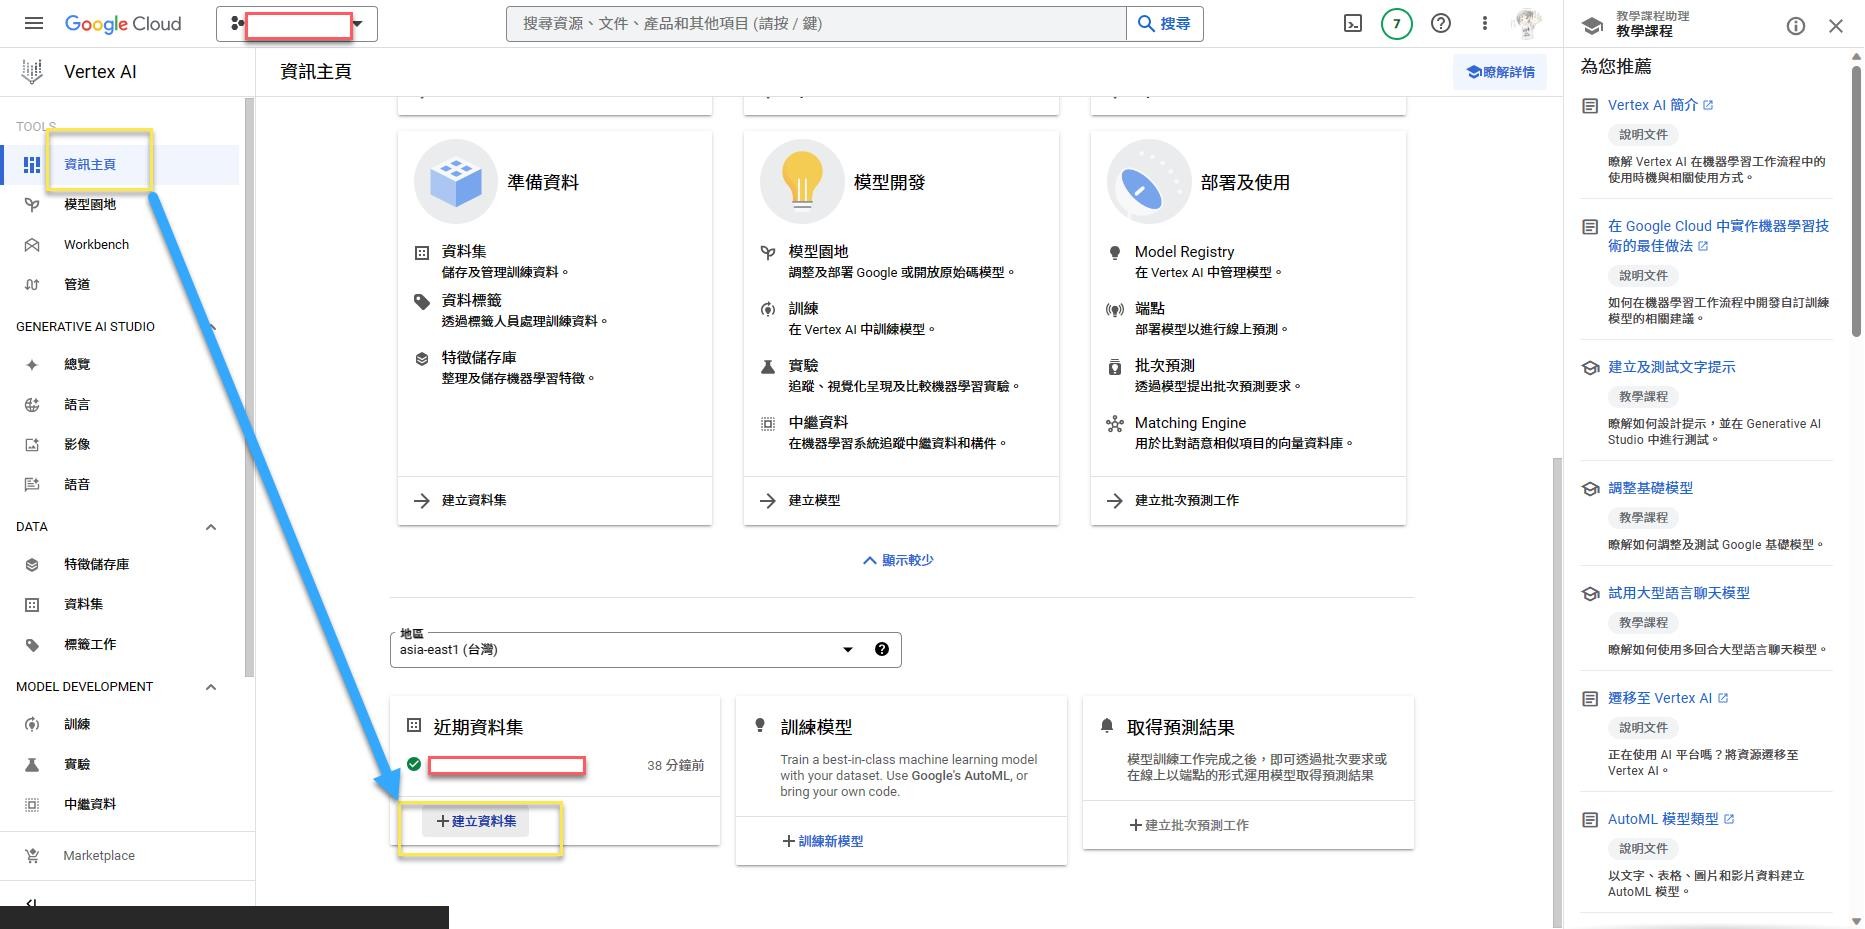 Google Cloud
搜尋資源、文件、產品和其他項目 (請按 / 鍵)
搜尋
7
教學課程助理
教學課程
Vertex AI
資訊主頁
瞭解詳情
TOOLS
資訊主頁
模型園地
Workbench
管道
GENERATIVE AI STUDIO
總覽
語言
影像
語音
DATA
特徵儲存庫
資料集
標籤工作
MODEL DEVELOPMENT
訓練
實驗
中繼資料
Marketplace
準備資料
資料集
儲存及管理訓練資料。
資料標籤
透過標籤人員處理訓練資料。
特徵儲存庫
整理及儲存機器學習特徵。
建立資料集
模型開發
模型園地
調整及部署 Google 或開放原始碼模型。
訓練
在 Vertex AI 中訓練模型。
實驗
追蹤、視覺化呈現及比較機器學習實驗。
中繼資料
在機器學習系統追蹤中繼資料和構件。
建立模型
部署及使用
Model Registry
在 Vertex AI 中管理模型。
端點
部署模型以進行線上預測。
批次預測
透過模型提出批次預測要求。
Matching Engine
用於比對語意相似項目的向量資料庫。
建立批次預測工作
顯示較少
地區
asia-east1 (台灣)
近期資料集
38 分鐘前
建立資料集
訓練模型
Train a best-in-class machine learning model
with your dataset. Use Google's AutoML, or
bring your own code.
訓練新模型
取得預測結果
模型訓練工作完成之後，即可透過批次要求或
在線上以端點的形式運用模型取得預測結果
建立批次預測工作
為您推薦
Vertex AI 簡介
說明文件
瞭解 Vertex AI 在機器學習工作流程中的
使用時機與相關使用方式。
在 Google Cloud 中實作機器學習技
術的最佳做法
說明文件
如何在機器學習工作流程中開發自訂訓練
模型的相關建議。
建立及測試文字提示
教學課程
瞭解如何設計提示，並在 Generative AI
Studio 中進行測試。
調整基礎模型
教學課程
瞭解如何調整及測試 Google 基礎模型。
試用大型語言聊天模型
教學課程
瞭解如何使用多回合大型語言聊天模型。
遷移至 Vertex AI
說明文件
正在使用 AI 平台嗎？將資源遷移至
Vertex AI。
AutoML 模型類型
說明文件
以文字、表格、圖片和影片資料建立
AutoML 模型。